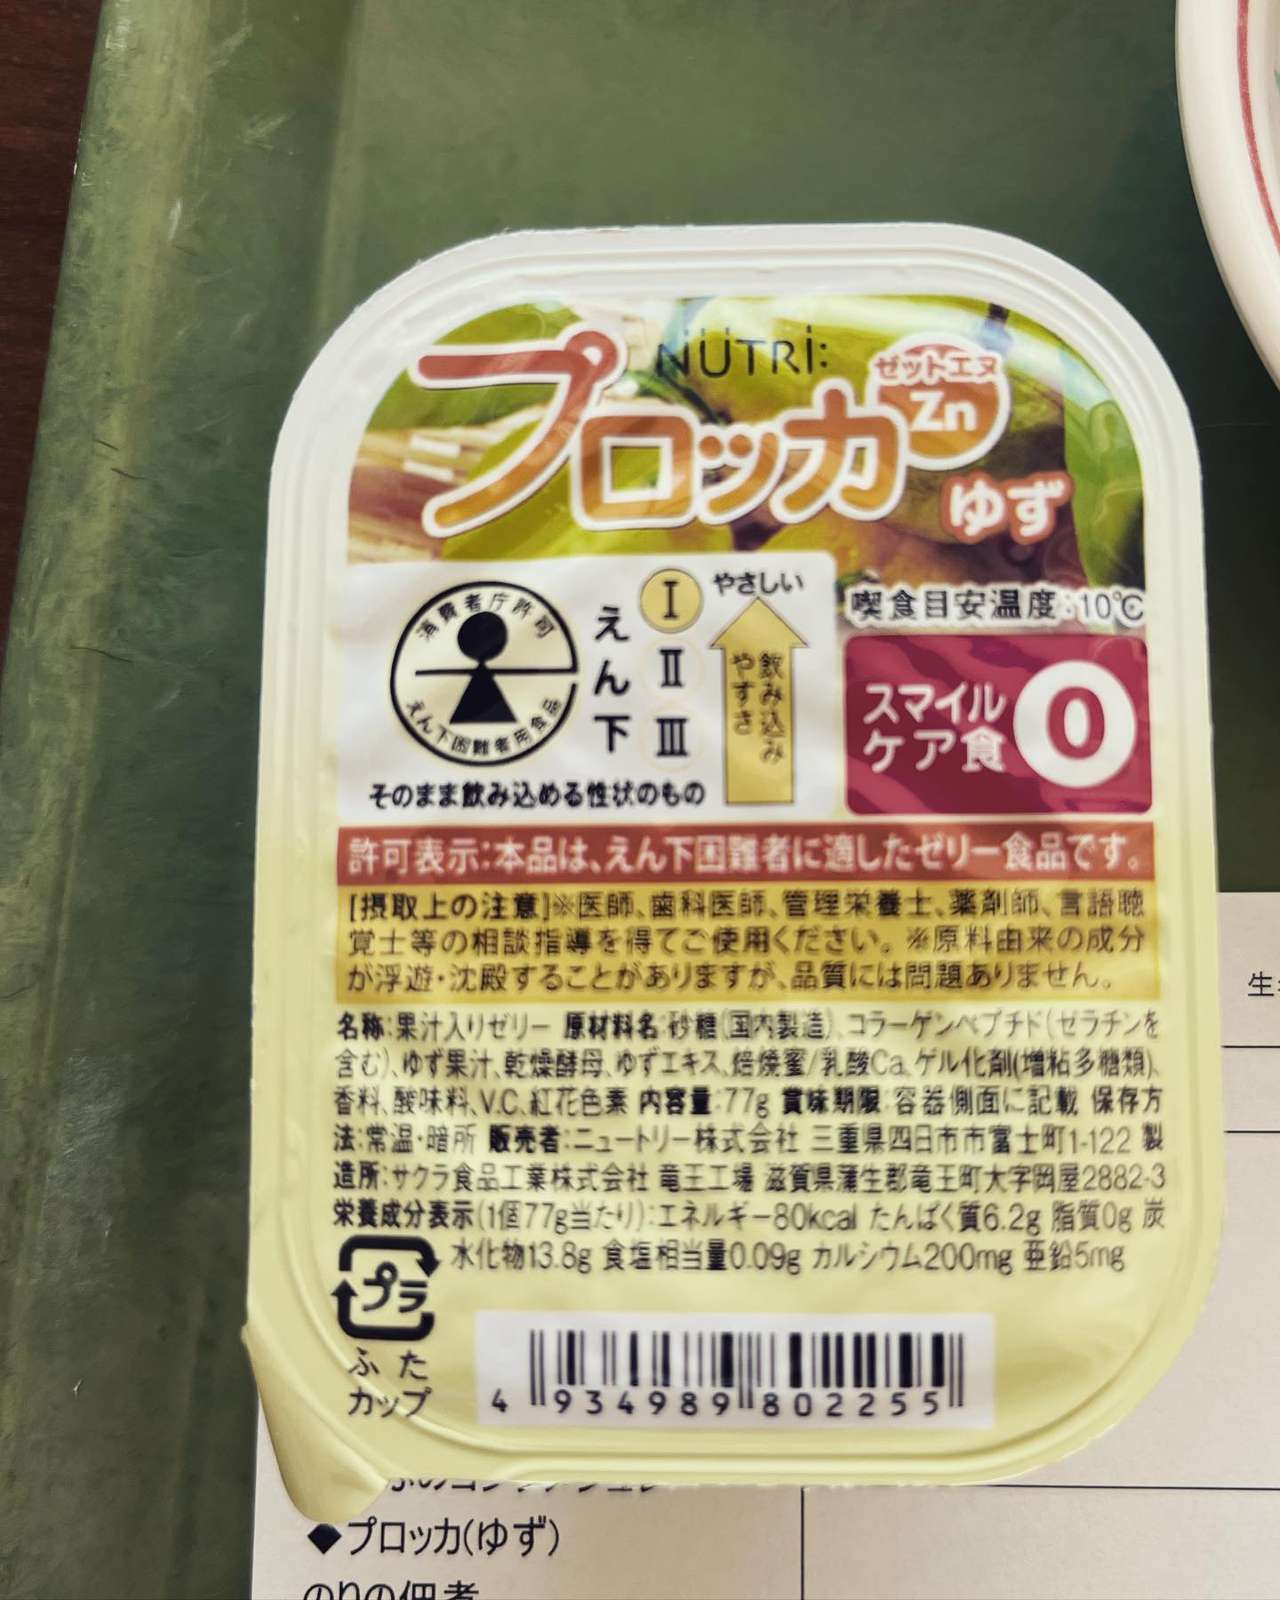 NUTRI:
プロッカ
ゼットエヌ
Zn
ゆず
消費者庁許可
えん下困難者用食品
えん下
I
II
III
やさしい
飲み込み
やすさ
そのまま飲み込める性状のもの
喫食目安温度:10℃
スマイル
ケア食
0
許可表示:本品は、えん下困難者に適したゼリー食品です。
[摂取上の注意]※医師、歯科医師、管理栄養士、薬剤師、言語聴
覚士等の相談指導を得てご使用ください。※原料由来の成分
が浮遊・沈殿することがありますが、品質には問題ありません。
名称:果汁入りゼリー 原材料名:砂糖(国内製造)、コラーゲンペプチド(ゼラチンを
含む)、ゆず果汁、乾燥酵母、ゆずエキス、焙焼蜜/乳酸Ca、ゲル化剤(増粘多糖類)、
香料、酸味料、V.C、紅花色素 内容量:77g 賞味期限:容器側面に記載 保存方
法:常温・暗所 販売者:ニュートリー株式会社 三重県四日市市富士町1-122 製
造所:サクラ食品工業株式会社 竜王工場 滋賀県蒲生郡竜王町大字岡屋2882-3
栄養成分表示(1個77g当たり):エネルギー80kcal たんぱく質6.2g 脂質0g 炭
水化物13.8g 食塩相当量0.09g カルシウム200mg 亜鉛5mg
プラ
ふた
カップ
4 934989 802255
生
◆プロッカ(ゆず)
のりの佃煮